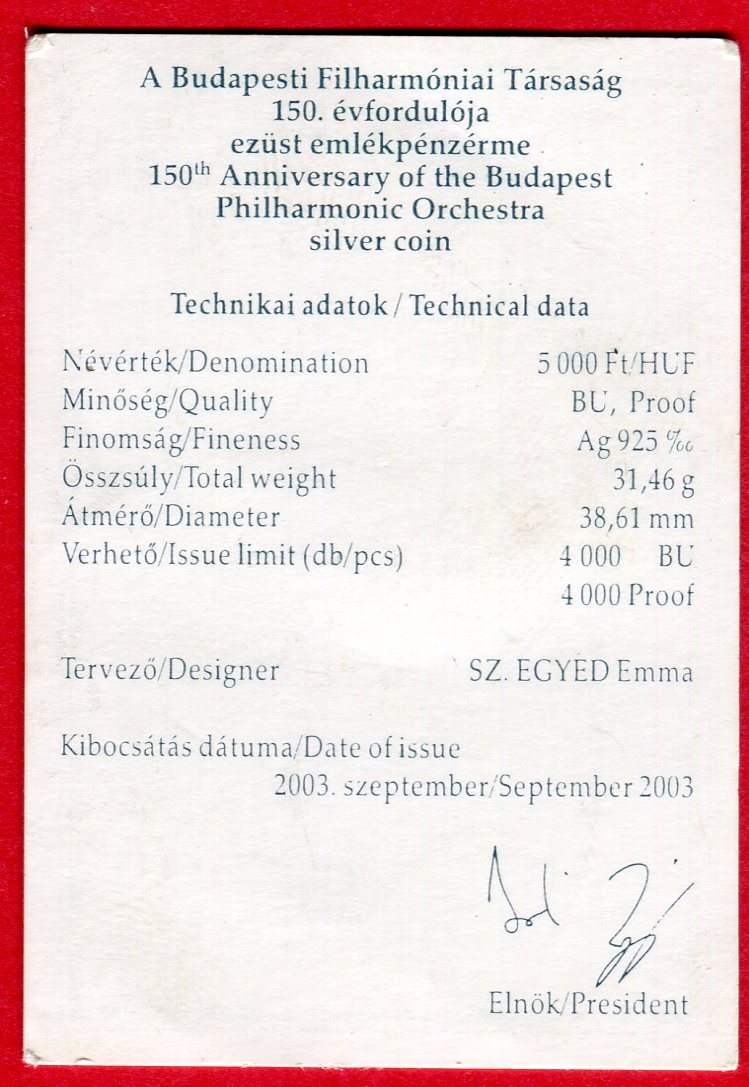 A Budapesti Filharmóniai Társaság
150. évfordulója
ezüst emlékpénzérme
150th Anniversary of the Budapest
Philharmonic Orchestra
silver coin
Technikai adatok / Technical data
Névérték/Denomination 5 000 Ft/HUF
Minőség/Quality BU, Proof
Finomság/Fineness Ag 925 ‰
Összsúly/Total weight 31,46 g
Átmérő/Diameter 38,61 mm
Verhető/Issue limit (db/pcs) 4 000 BU
4 000 Proof
Tervező/Designer SZ. EGYED Emma
Kibocsátás dátuma/Date of issue
2003. szeptember/September 2003
Elnök/President